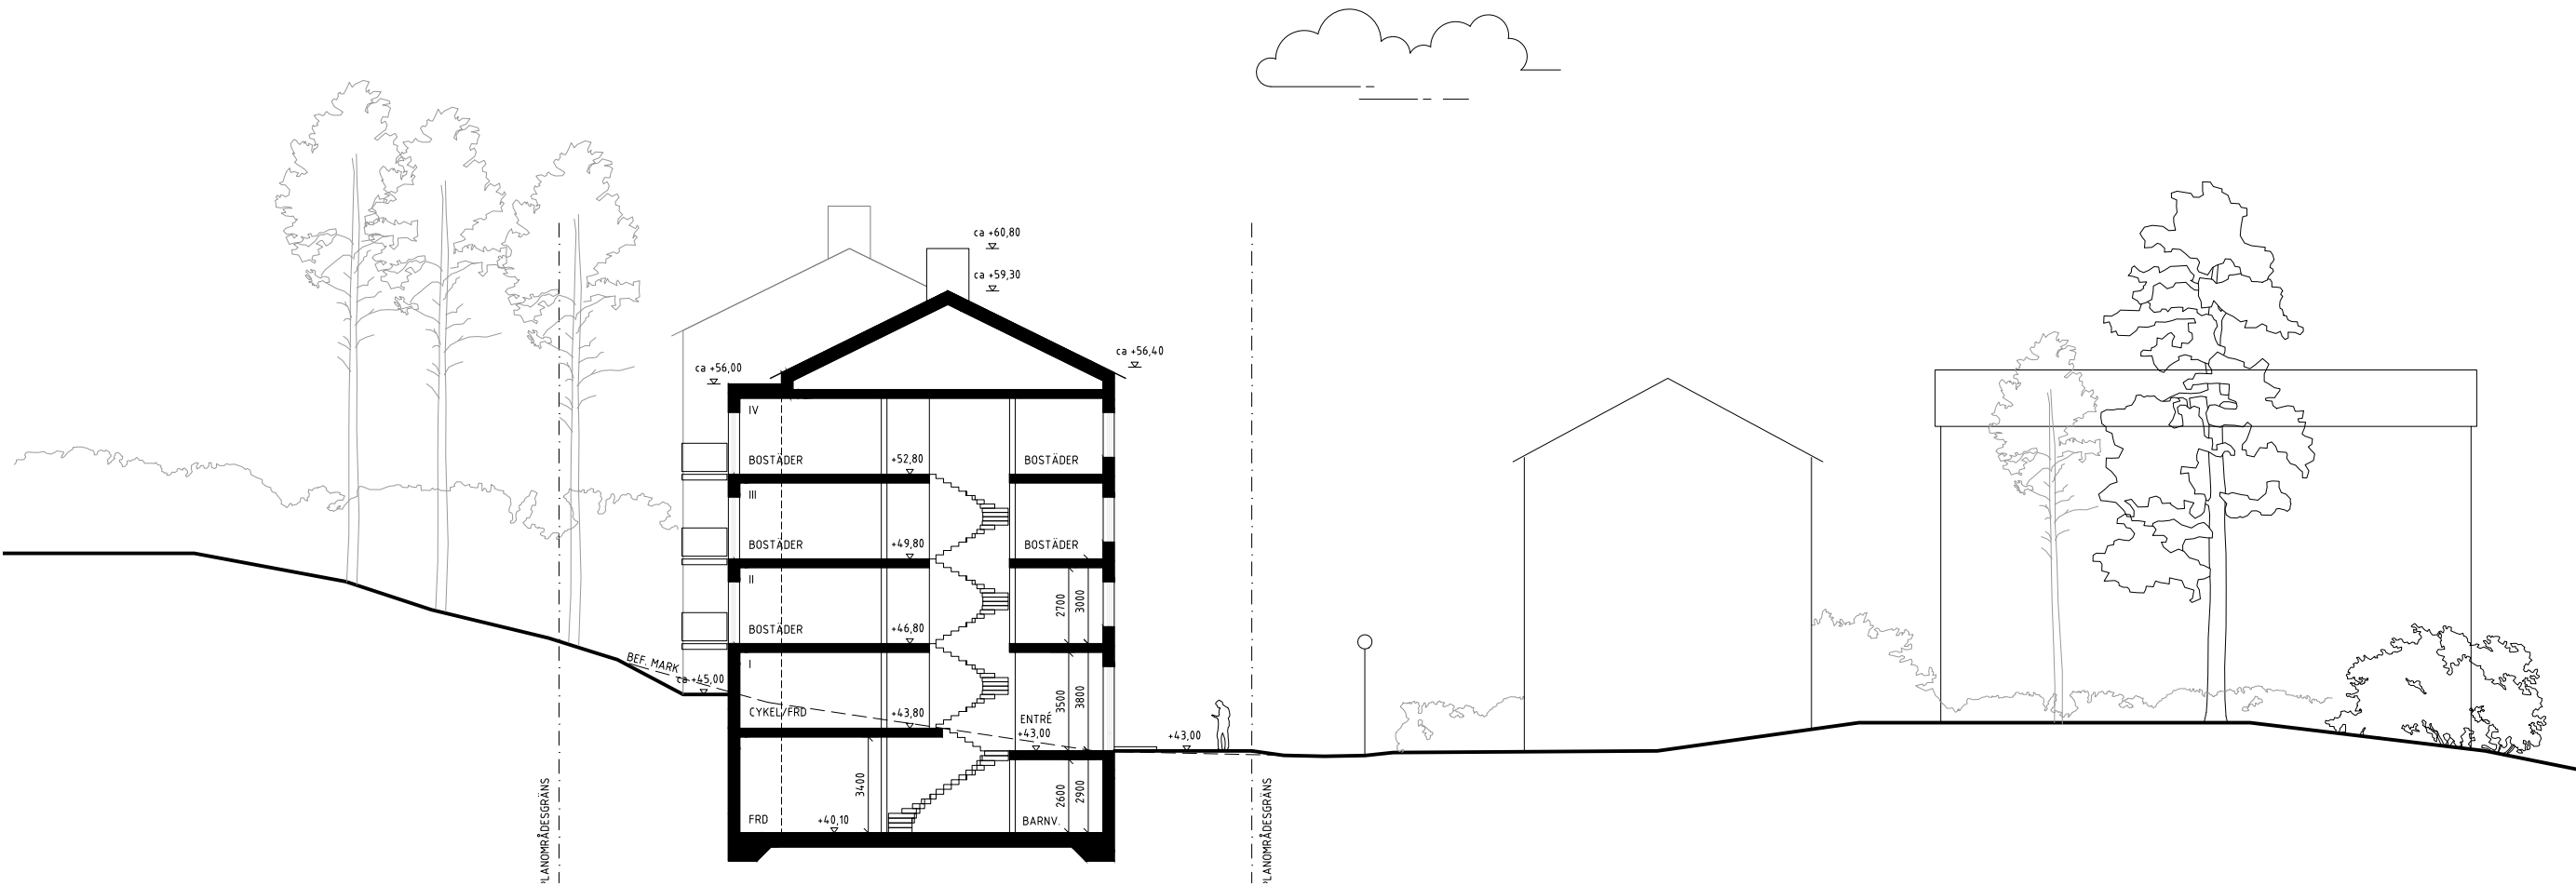 ca +60,80
ca +59,30
ca +56,40
ca +56,00
IV
BOSTÄDER
+52,80
BOSTÄDER
III
BOSTÄDER
+49,80
BOSTÄDER
II
2700
3000
BOSTÄDER
+46,80
BEF. MARK
I
ca +45,00
3500
3800
CYKEL/FRD
+43,80
ENTRÉ
+43,00
+43,00
3400
2600
2900
FRD
+40,10
BARNV.
PLANOMRÅDESGRÄNS
PLANOMRÅDESGRÄNS